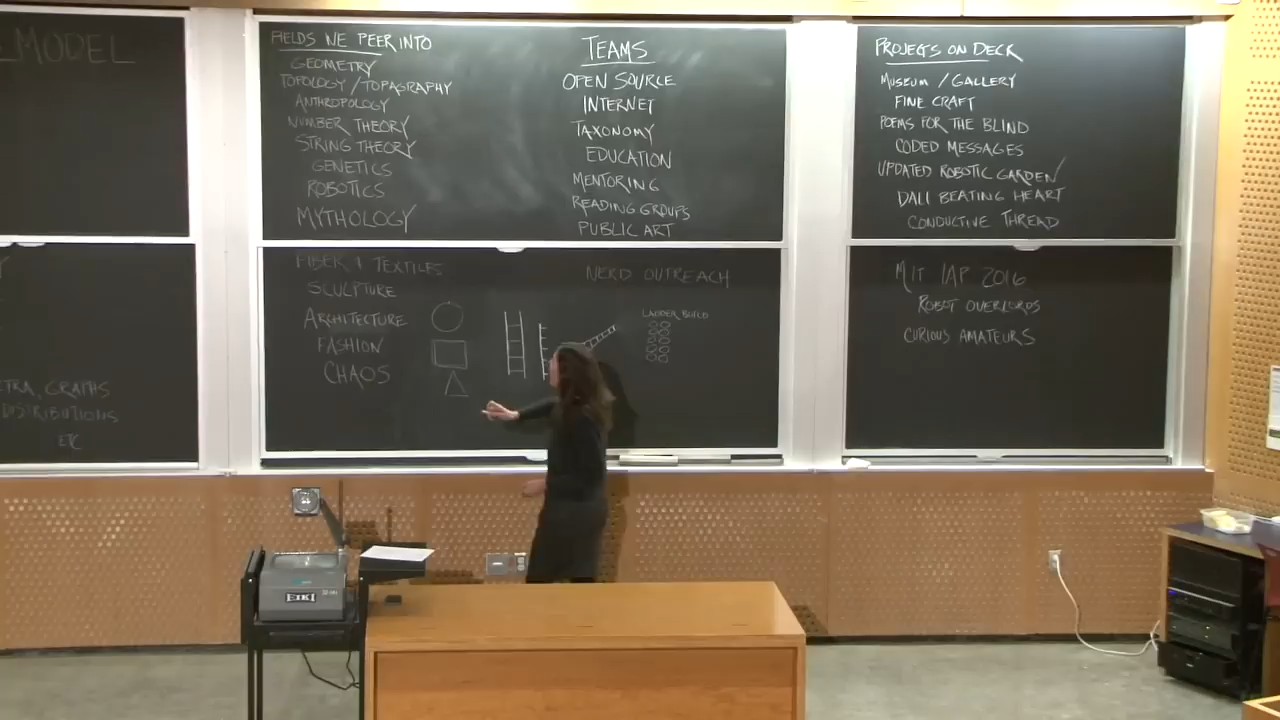 MODEL
ETRA, GRAPHS
DISTRIBUTIONS
ETC
FIELDS WE PEER INTO
GEOMETRY
TOPOLOGY / TOPAGRAPHY
ANTHROPOLOGY
NUMBER THEORY
STRING THEORY
GENETICS
ROBOTICS
MYTHOLOGY
FIBER & TEXTILES
SCULPTURE
ARCHITECTURE
FASHION
CHAOS
TEAMS
OPEN SOURCE
INTERNET
TAXONOMY
EDUCATION
MENTORING
READING GROUPS
PUBLIC ART
NERD OUTREACH
LADDER BUILD
PROJECTS ON DECK
MUSEUM / GALLERY
FINE CRAFT
POEMS FOR THE BLIND
CODED MESSAGES
UPDATED ROBOTIC GARDEN
DALI BEATING HEART
CONDUCTIVE THREAD
MIT IAP 2016
ROBOT OVERLORDS
CURIOUS AMATEURS
EIKI